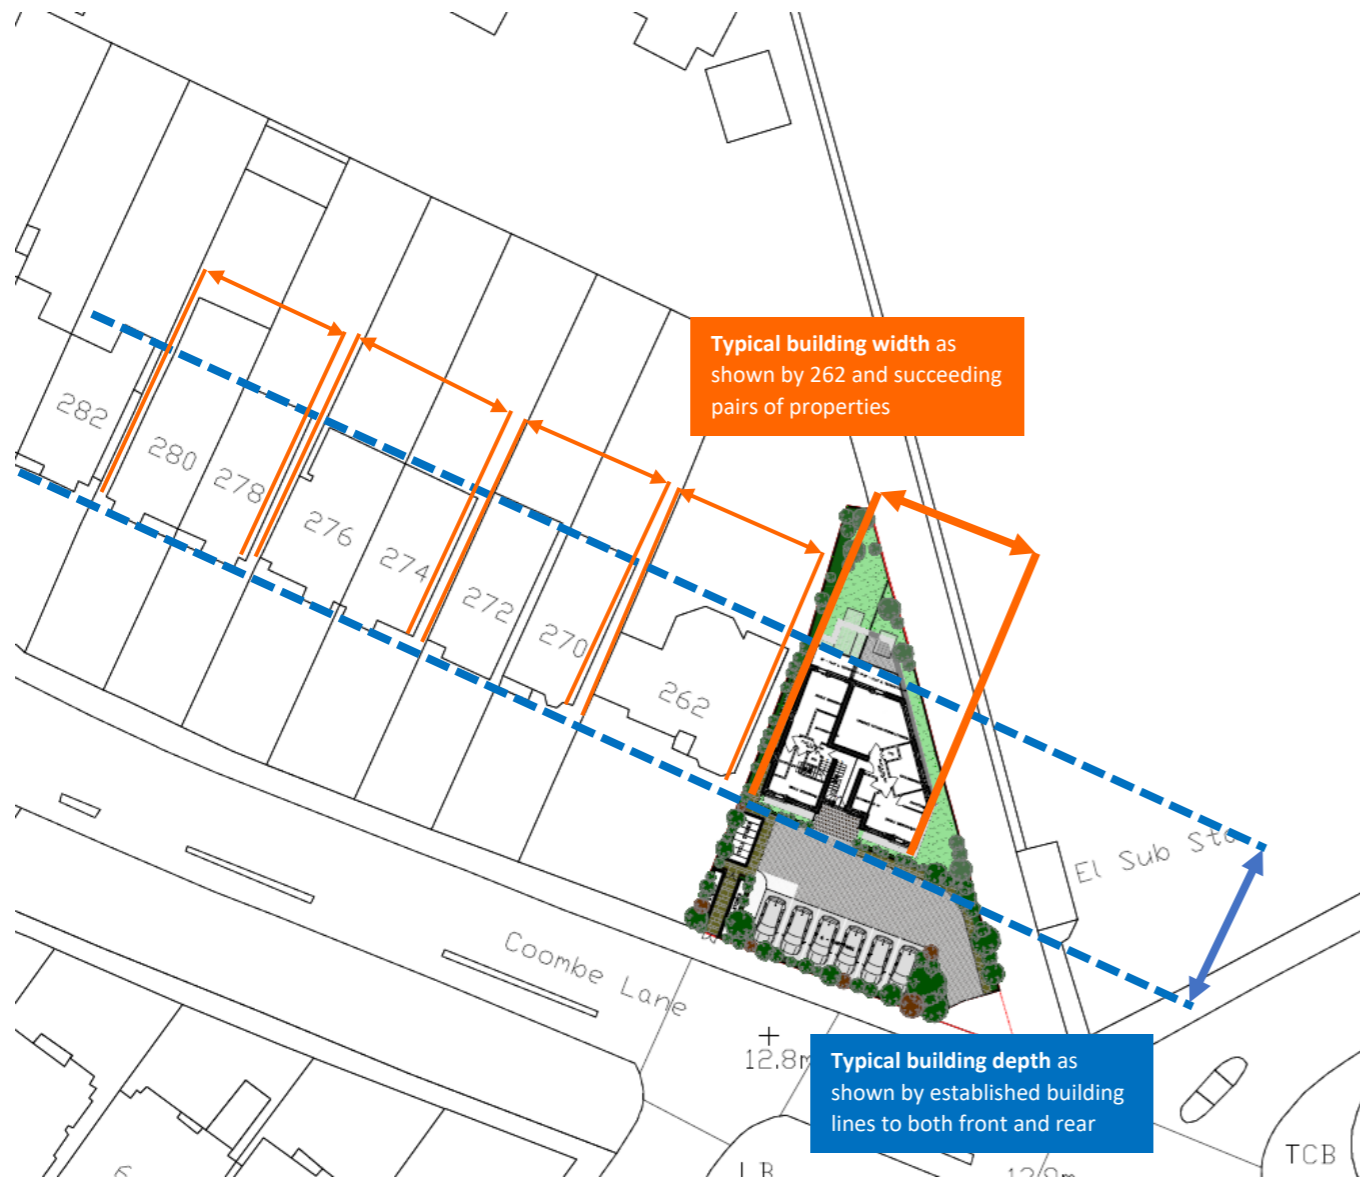 Typical building width as
shown by 262 and succeeding
pairs of properties
282
280
278
276
274
272
270
262
El Sub Sta
Coombe Lane
12.8m
Typical building depth as
shown by established building
lines to both front and rear
TCB
LB